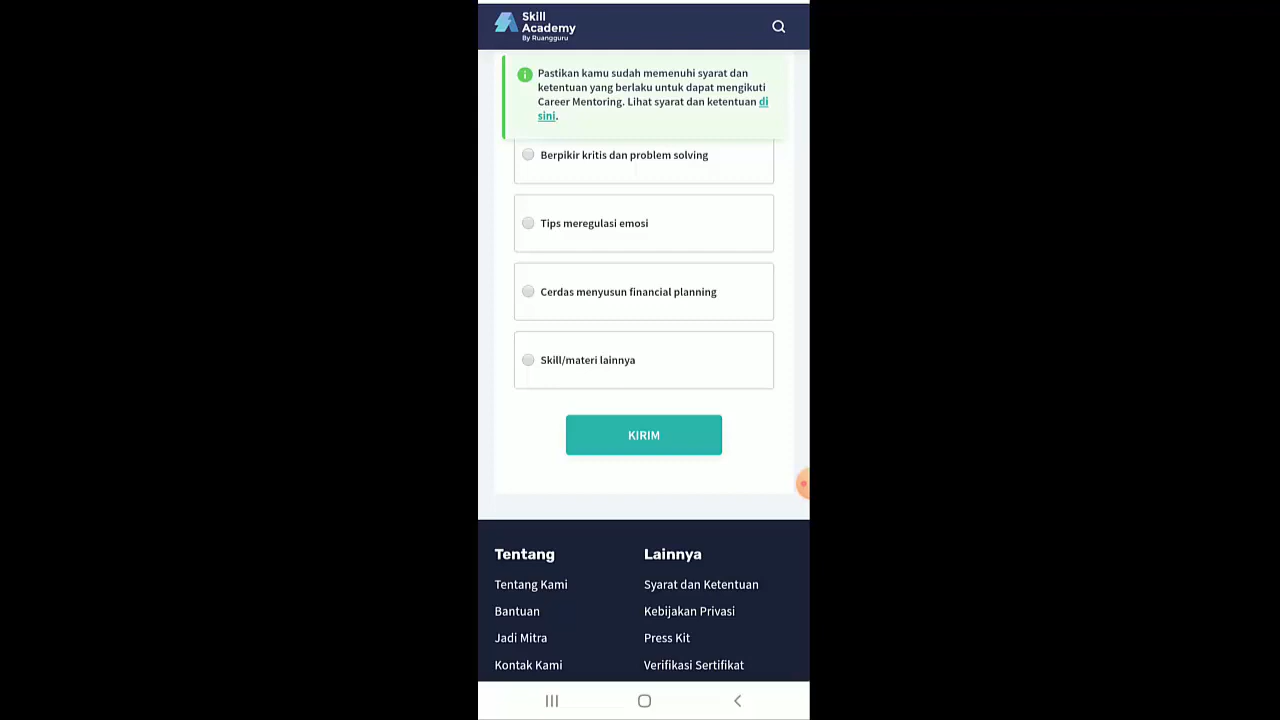 Skill
Academy
By Ruangguru
Pastikan kamu sudah memenuhi syarat dan
ketentuan yang berlaku untuk dapat mengikuti
Career Mentoring. Lihat syarat dan ketentuan di
sini.
Berpikir kritis dan problem solving
Tips meregulasi emosi
Cerdas menyusun financial planning
Skill/materi lainnya
KIRIM
Tentang
Tentang Kami
Bantuan
Jadi Mitra
Kontak Kami
Lainnya
Syarat dan Ketentuan
Kebijakan Privasi
Press Kit
Verifikasi Sertifikat